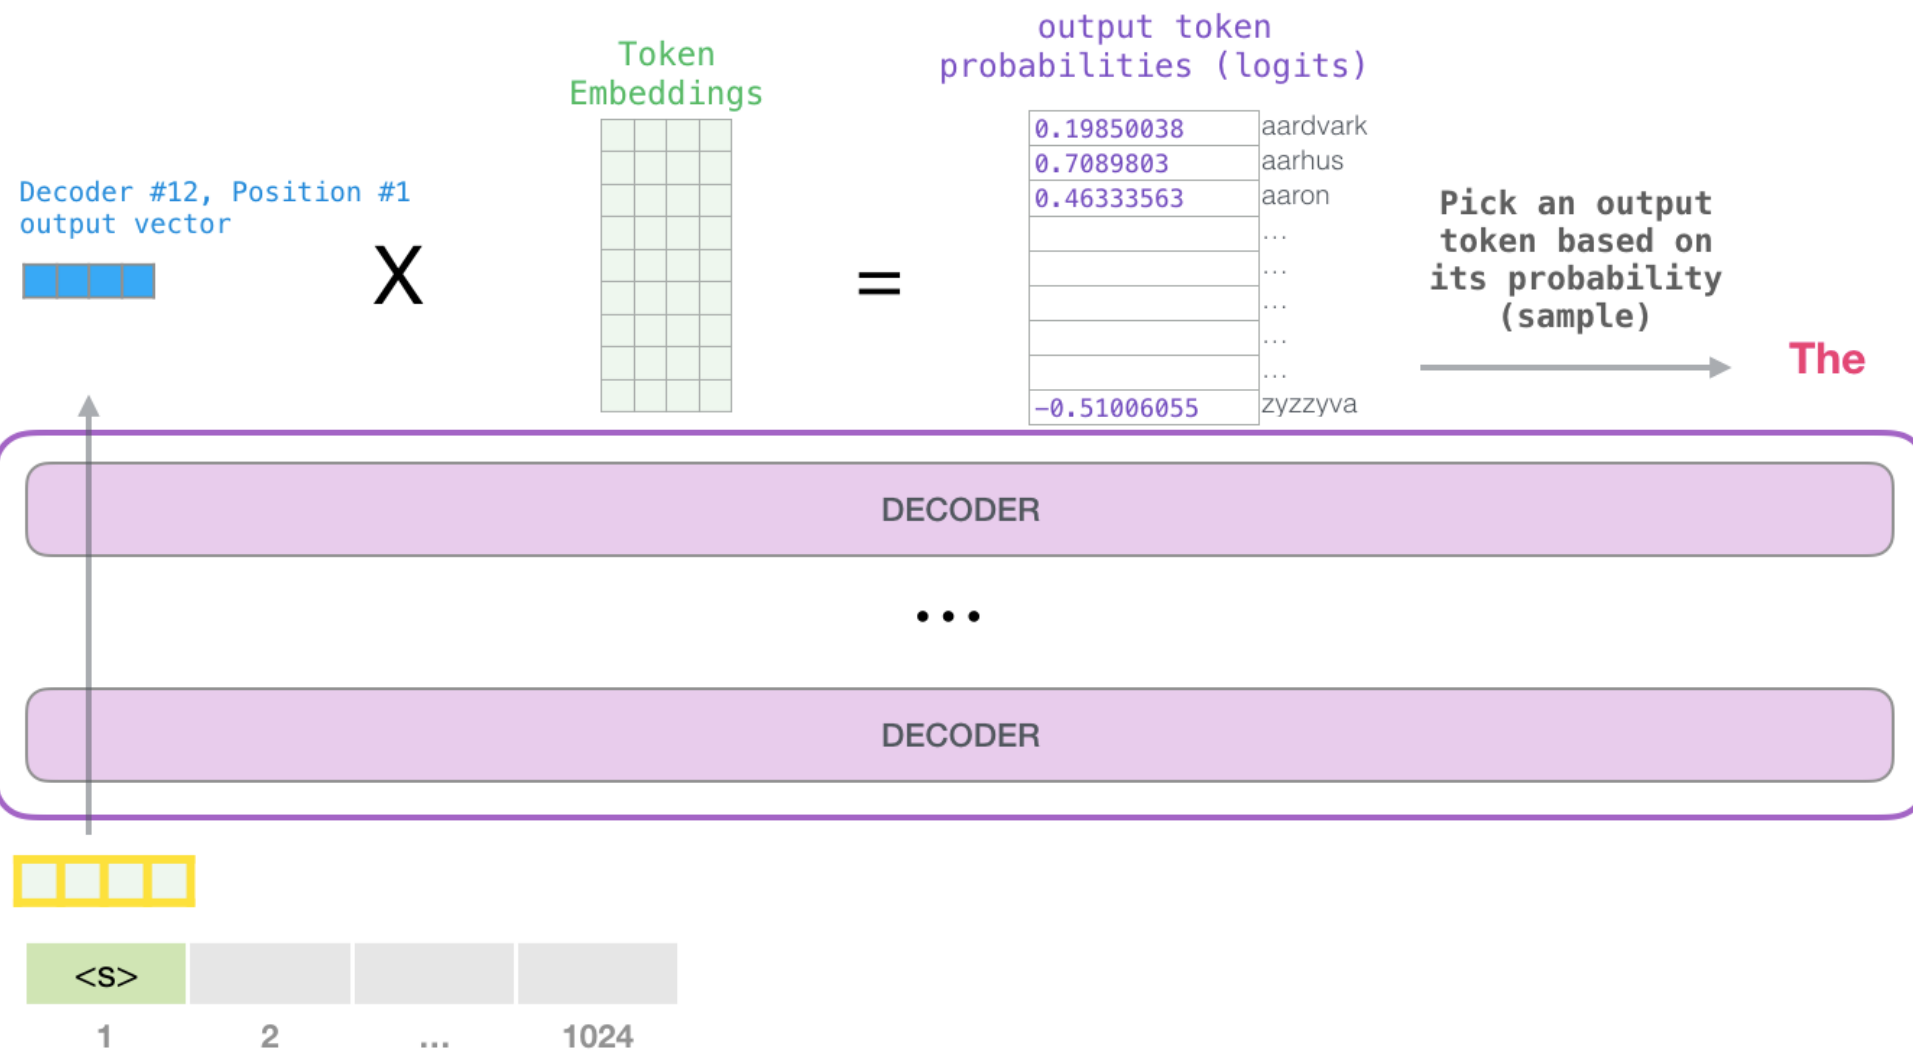 output token
probabilities (logits)
Token
Embeddings
0.19850038 aardvark
0.7089803 aarhus
0.46333563 aaron
...
...
...
...
...
-0.51006055 zyzzyva
Decoder #12, Position #1
output vector
X
=
Pick an output
token based on
its probability
(sample)
The
DECODER
...
DECODER
<s>
1 2 ... 1024